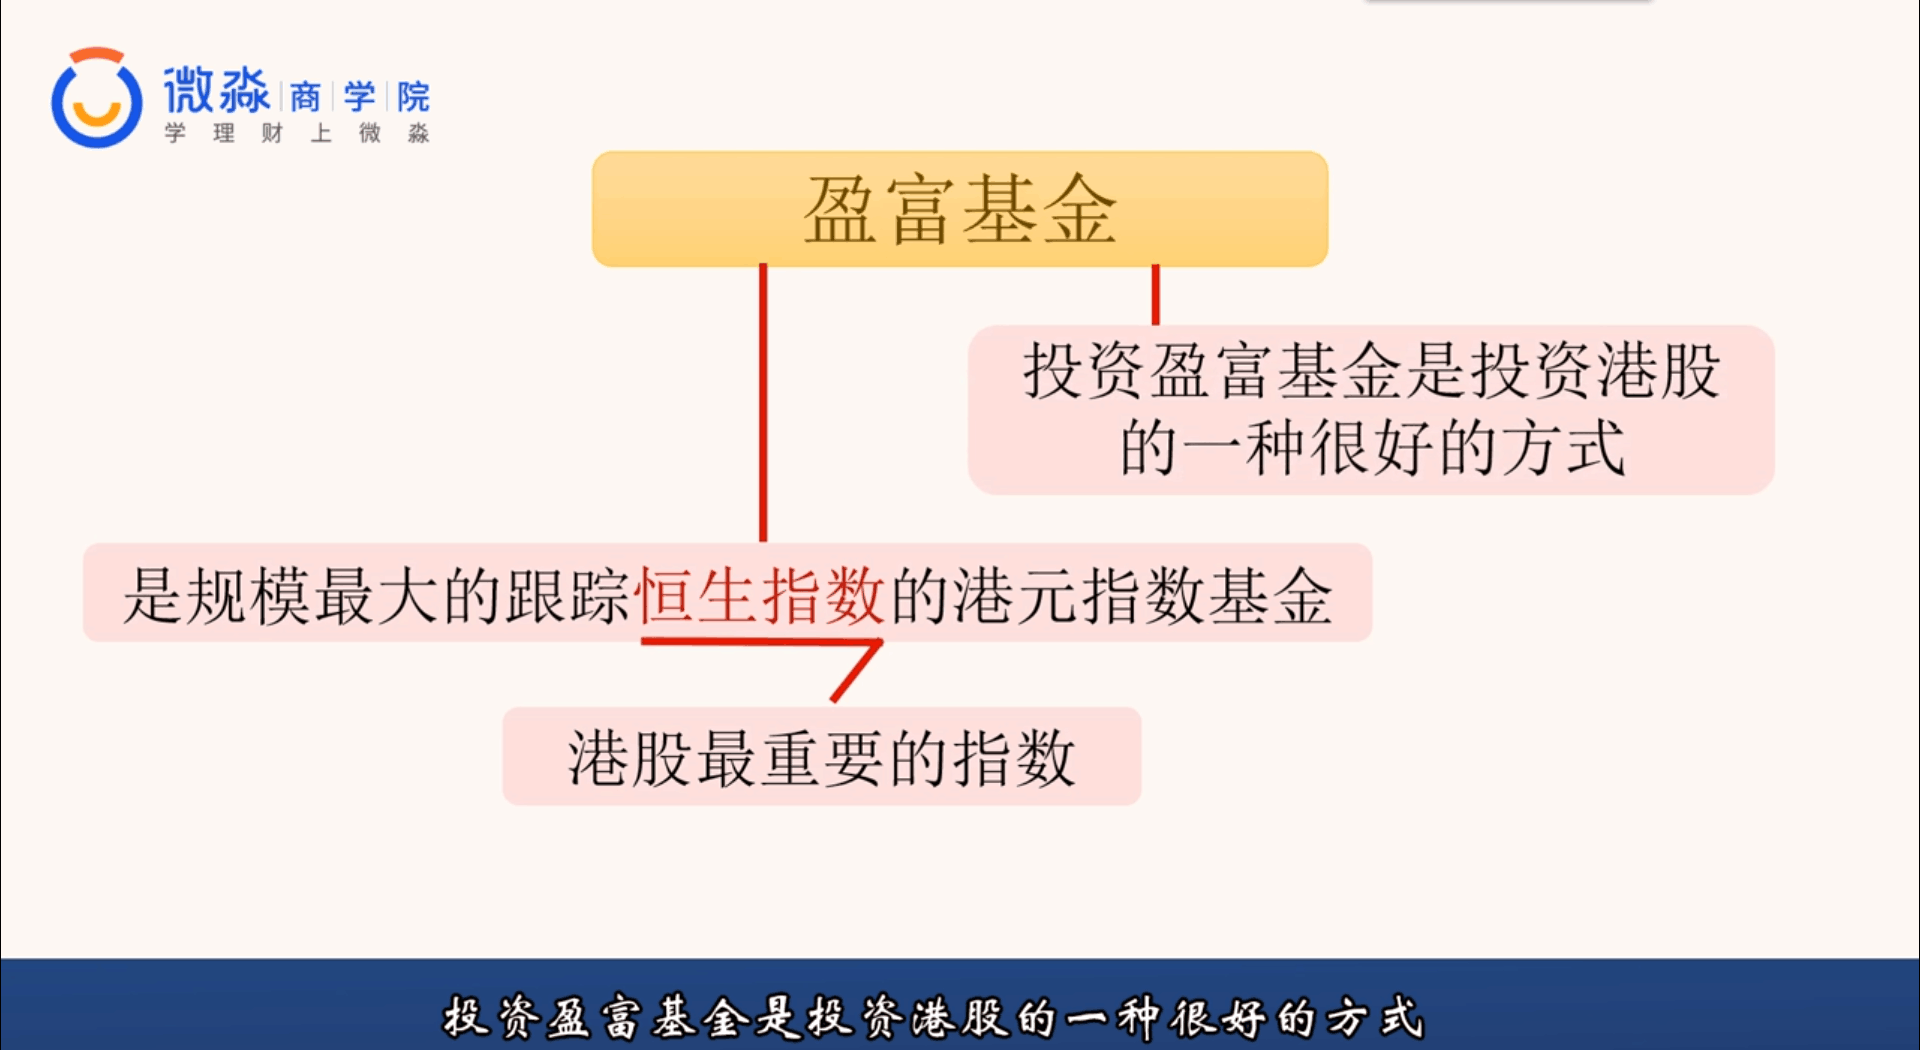 微淼商学院
学理财上微淼
盈富基金
投资盈富基金是投资港股
的一种很好的方式
是规模最大的跟踪恒生指数的港元指数基金
港股最重要的指数
投资盈富基金是投资港股的一种很好的方式